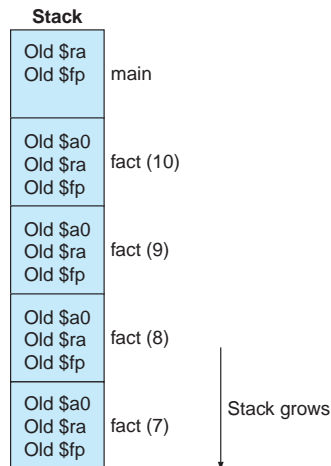 Stack
Old $ra
Old $fp
main
Old $a0
Old $ra
Old $fp
fact (10)
Old $a0
Old $ra
Old $fp
fact (9)
Old $a0
Old $ra
Old $fp
fact (8)
Old $a0
Old $ra
Old $fp
fact (7)
Stack grows